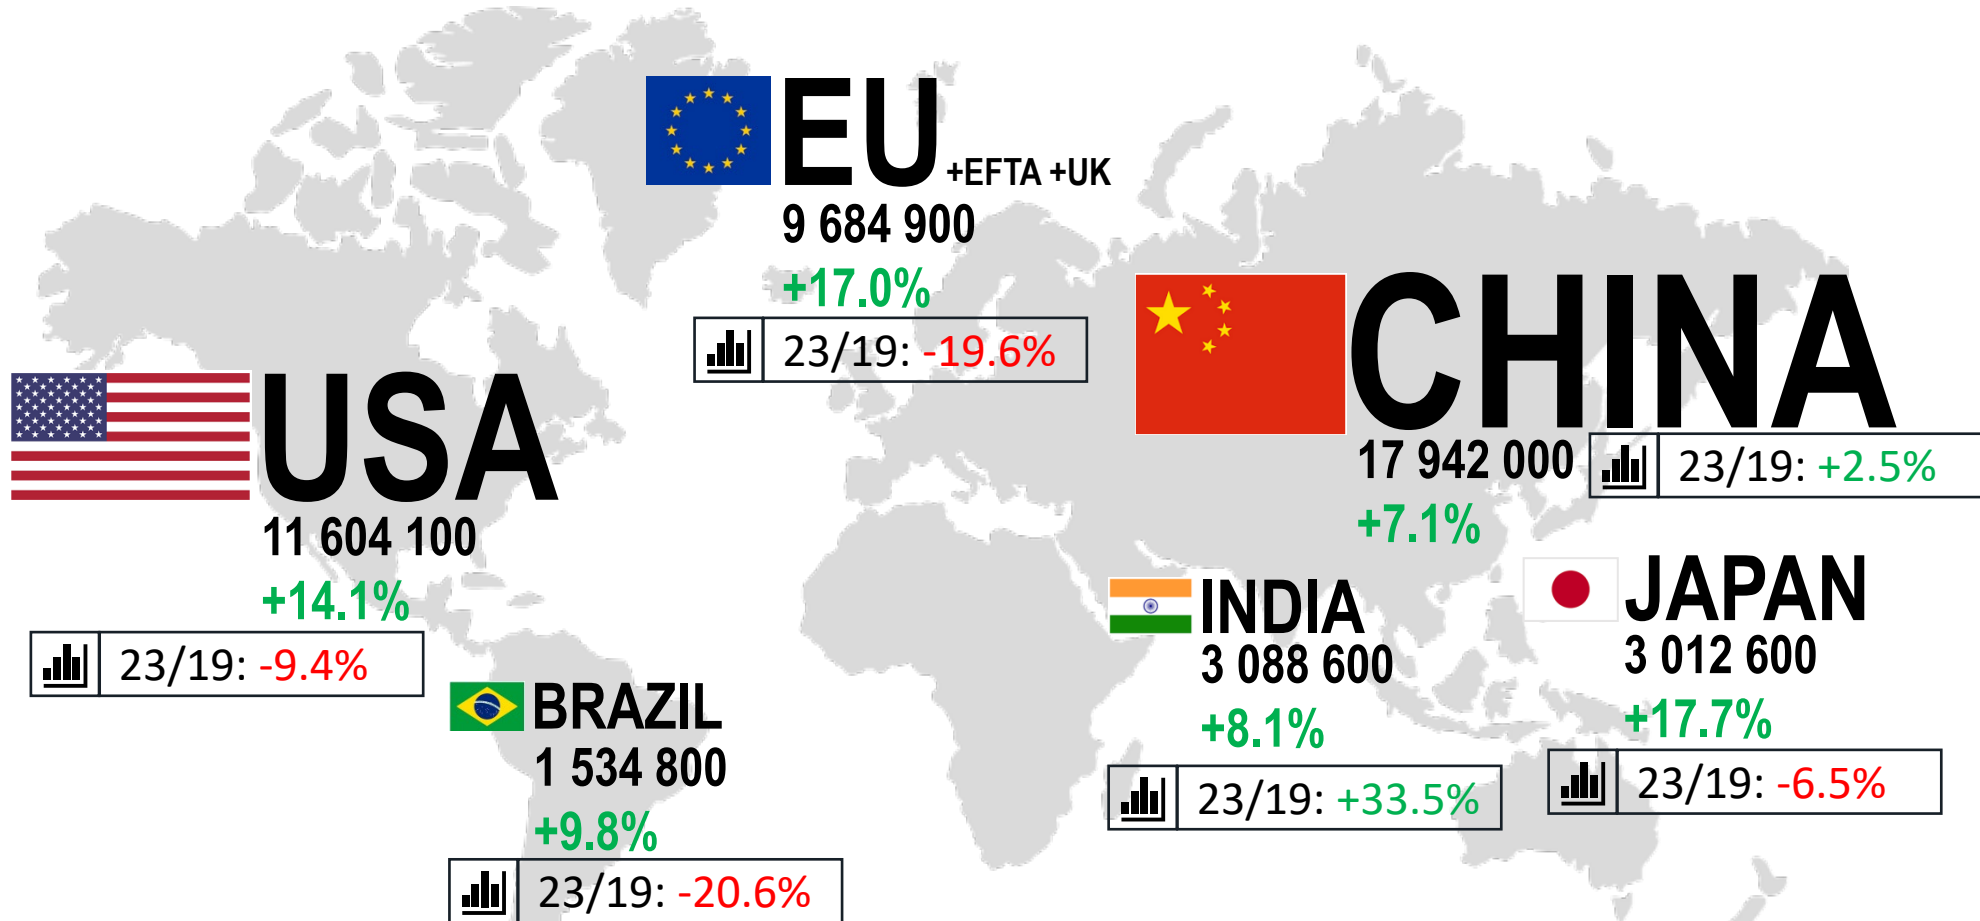 EU +EFTA +UK
9 684 900
+17.0%
23/19: -19.6%
CHINA
17 942 000
+7.1%
23/19: +2.5%
USA
11 604 100
+14.1%
23/19: -9.4%
INDIA
3 088 600
+8.1%
23/19: +33.5%
JAPAN
3 012 600
+17.7%
23/19: -6.5%
BRAZIL
1 534 800
+9.8%
23/19: -20.6%